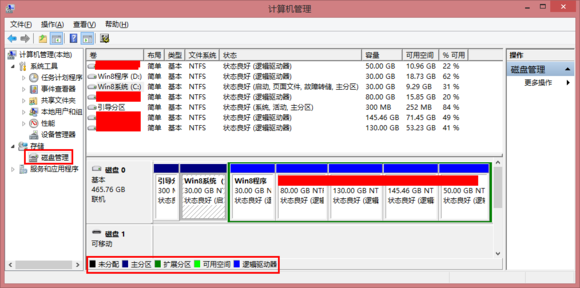 计算机管理
文件(F) 操作(A) 查看(V) 帮助(H)
计算机管理(本地)
系统工具
任务计划程序
事件查看器
共享文件夹
本地用户和组
性能
设备管理器
存储
磁盘管理
服务和应用程序
卷 布局 类型 文件系统 状态 容量 可用空间 % 可用
简单 基本 NTFS 状态良好 (逻辑驱动器) 50.00 GB 10.96 GB 22 %
Win8程序 (D:) 简单 基本 NTFS 状态良好 (逻辑驱动器) 30.00 GB 18.73 GB 62 %
Win8系统 (C:) 简单 基本 NTFS 状态良好 (启动, 页面文件, 故障转储, 主分区) 30.00 GB 9.29 GB 31 %
简单 基本 NTFS 状态良好 (逻辑驱动器) 80.00 GB 15.85 GB 20 %
引导分区 简单 基本 NTFS 状态良好 (系统, 活动, 主分区) 300 MB 252 MB 84 %
简单 基本 NTFS 状态良好 (逻辑驱动器) 145.46 GB 71.45 GB 49 %
简单 基本 NTFS 状态良好 (逻辑驱动器) 130.00 GB 53.23 GB 41 %
操作
磁盘管理
更多操作
磁盘 0
基本
465.76 GB
联机
引导分
300 M
状态良
Win8系统 (
30.00 GB NT
状态良好 (启
Win8程序
30.00 GB NT
状态良好 (逻
80.00 GB NTI
状态良好 (逻
130.00 GB NT
状态良好 (逻辑
145.46 GB NT
状态良好 (逻辑
50.00 GB NT
状态良好 (逻
磁盘 1
可移动
未分配 主分区 扩展分区 可用空间 逻辑驱动器